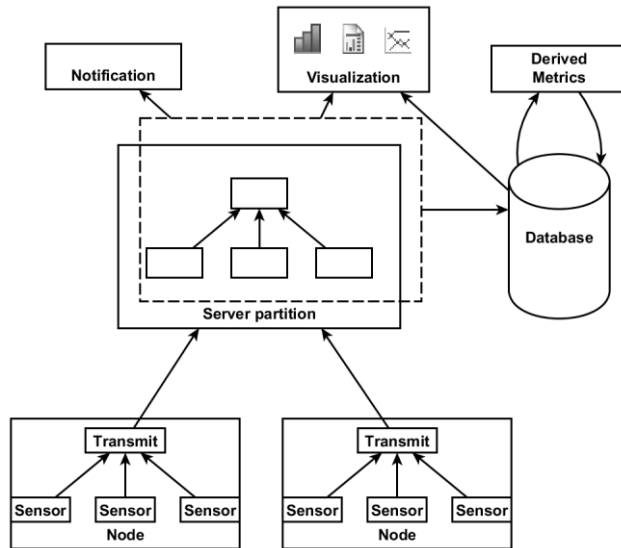 Notification
Visualization
Derived
Metrics
Database
Server partition
Transmit
Sensor
Sensor
Sensor
Node
Transmit
Sensor
Sensor
Sensor
Node